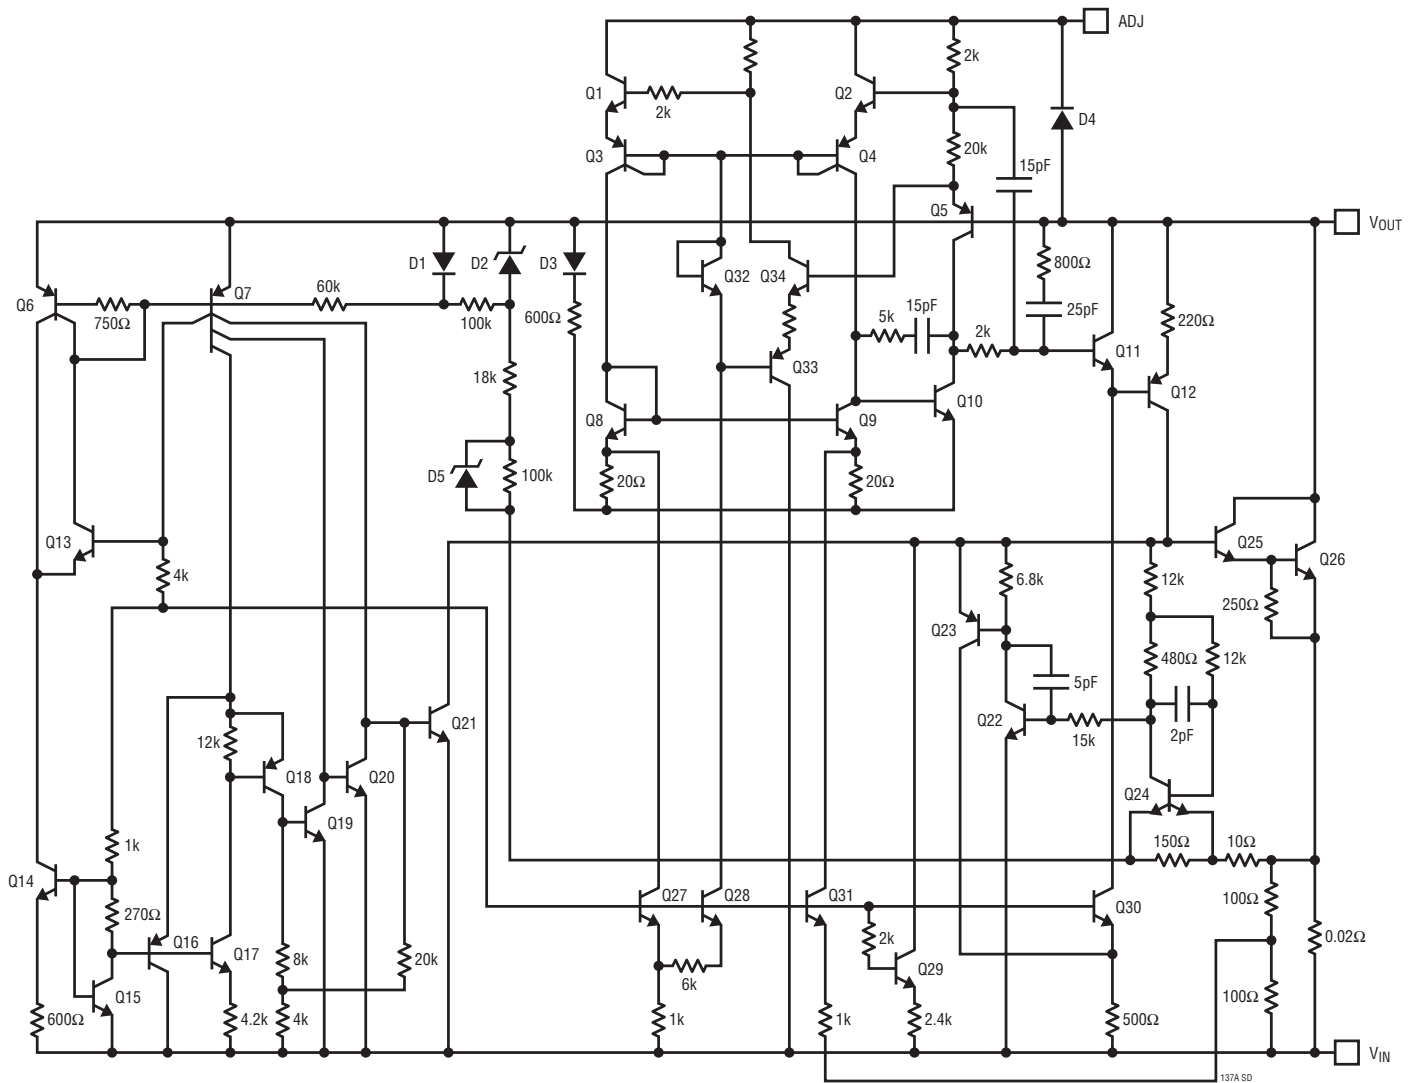 ADJ
2k
Q1
Q2
2k
D4
20k
Q3
Q4
15pF
Q5
VOUT
D1
D2
D3
Q32
Q34
800Ω
Q6
Q7
60k
750Ω
100k
600Ω
15pF
5k
25pF
220Ω
2k
Q11
18k
Q33
Q12
Q8
Q9
Q10
D5
100k
20Ω
20Ω
Q13
Q25
Q26
4k
6.8k
12k
250Ω
Q23
480Ω
12k
5pF
Q21
Q22
12k
15k
2pF
Q18
Q20
Q24
Q19
1k
150Ω
10Ω
Q14
Q27
Q28
Q31
Q30
100Ω
270Ω
Q16
Q17
2k
0.02Ω
8k
20k
6k
Q29
Q15
600Ω
4.2k
4k
1k
1k
2.4k
500Ω
100Ω
VIN
137A SD